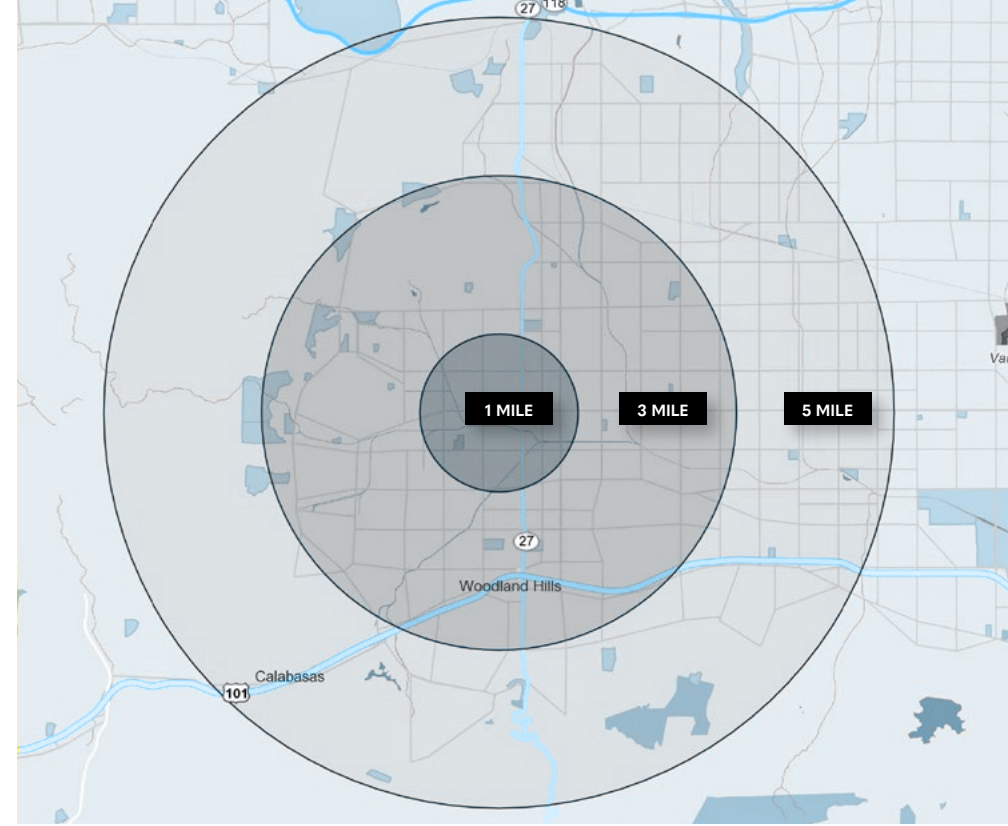 27
118
1 MILE
3 MILE
5 MILE
27
Woodland Hills
Calabasas
101